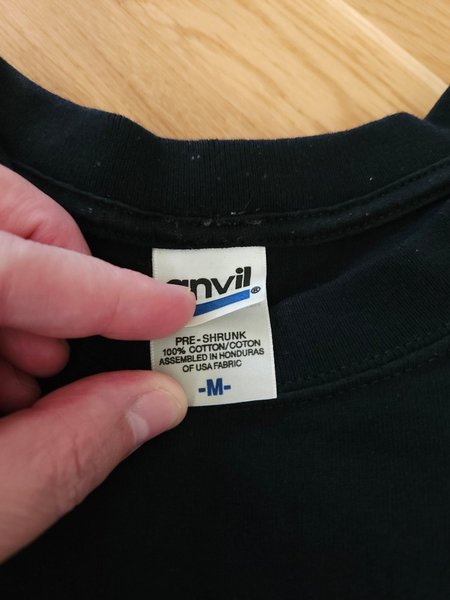 anvil®
PRE-SHRUNK
100% COTTON/COTON
ASSEMBLED IN HONDURAS
OF USA FABRIC
-M-